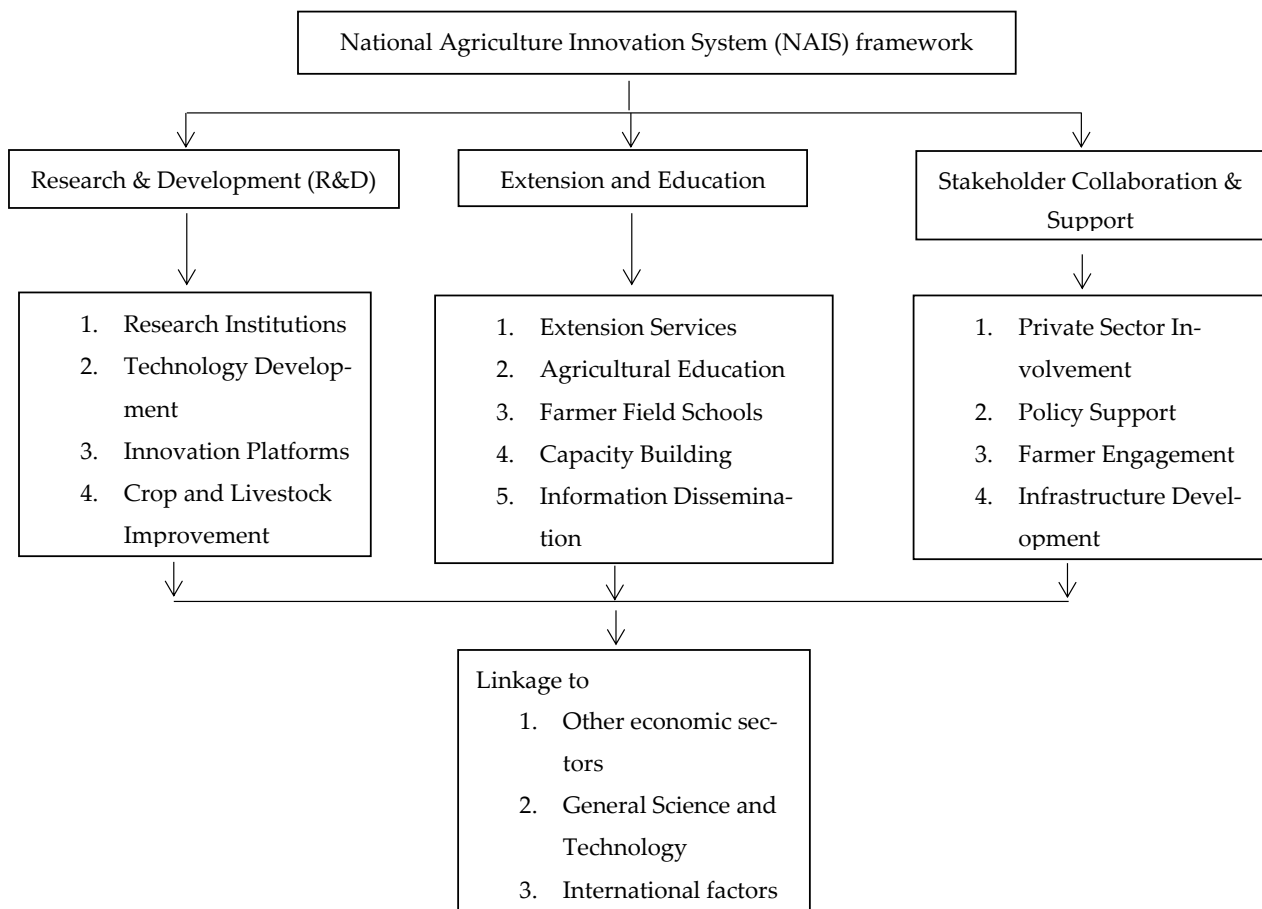 National Agriculture Innovation System (NAIS) framework
Research & Development (R&D)
Extension and Education
Stakeholder Collaboration &
Support
1. Research Institutions
2. Technology Develop-
ment
3. Innovation Platforms
4. Crop and Livestock
Improvement
1. Extension Services
2. Agricultural Education
3. Farmer Field Schools
4. Capacity Building
5. Information Dissemina-
tion
1. Private Sector In-
volvement
2. Policy Support
3. Farmer Engagement
4. Infrastructure Devel-
opment
Linkage to
1. Other economic sec-
tors
2. General Science and
Technology
3. International factors